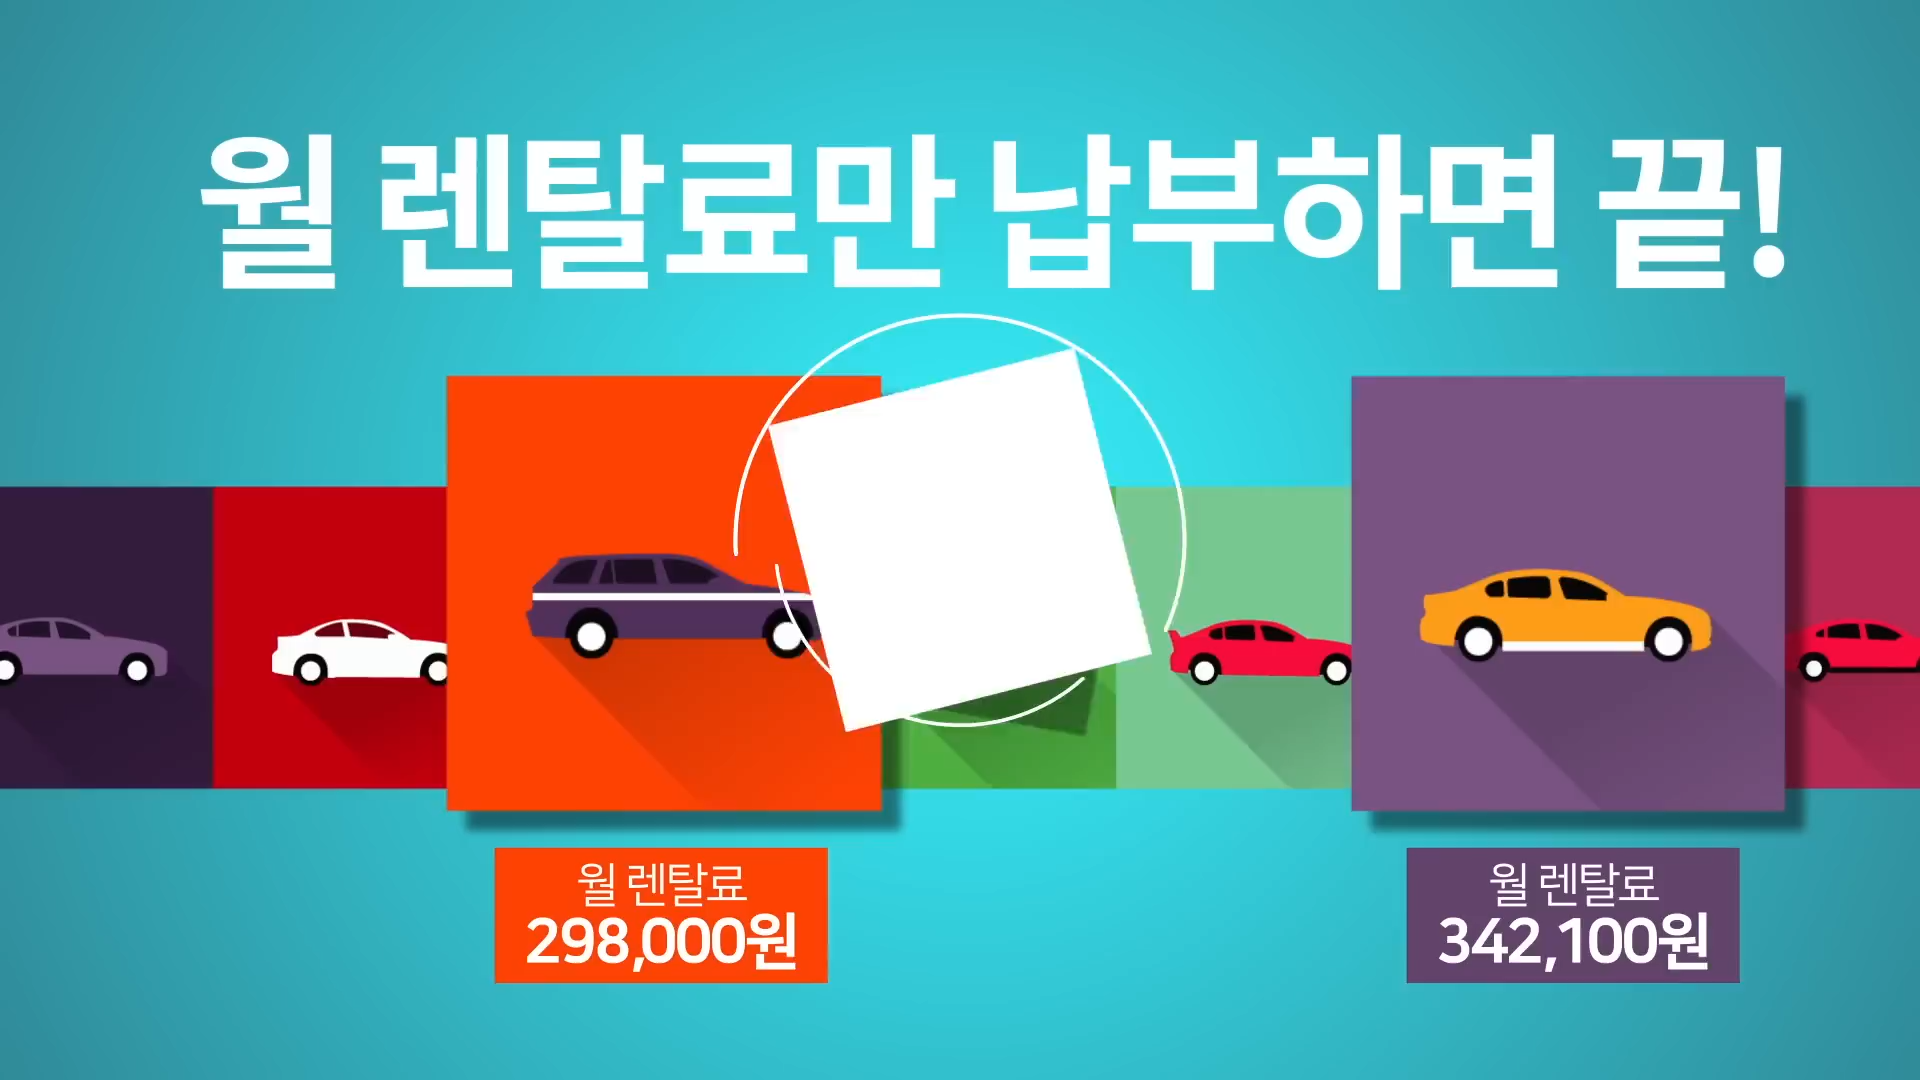 월 렌탈료만 납부하면 끝!
월 렌탈료
298,000원
월 렌탈료
342,100원